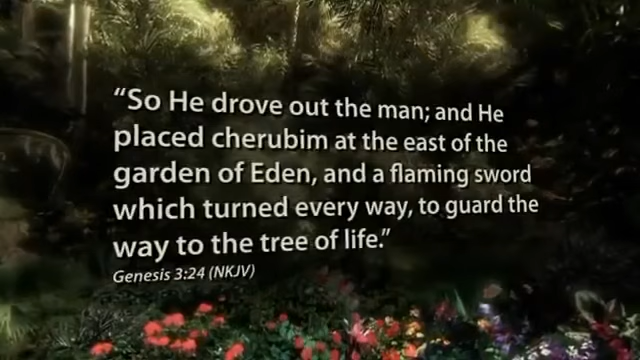 “So He drove out the man; and He
placed cherubim at the east of the
garden of Eden, and a flaming sword
which turned every way, to guard the
way to the tree of life.”
Genesis 3:24 (NKJV)